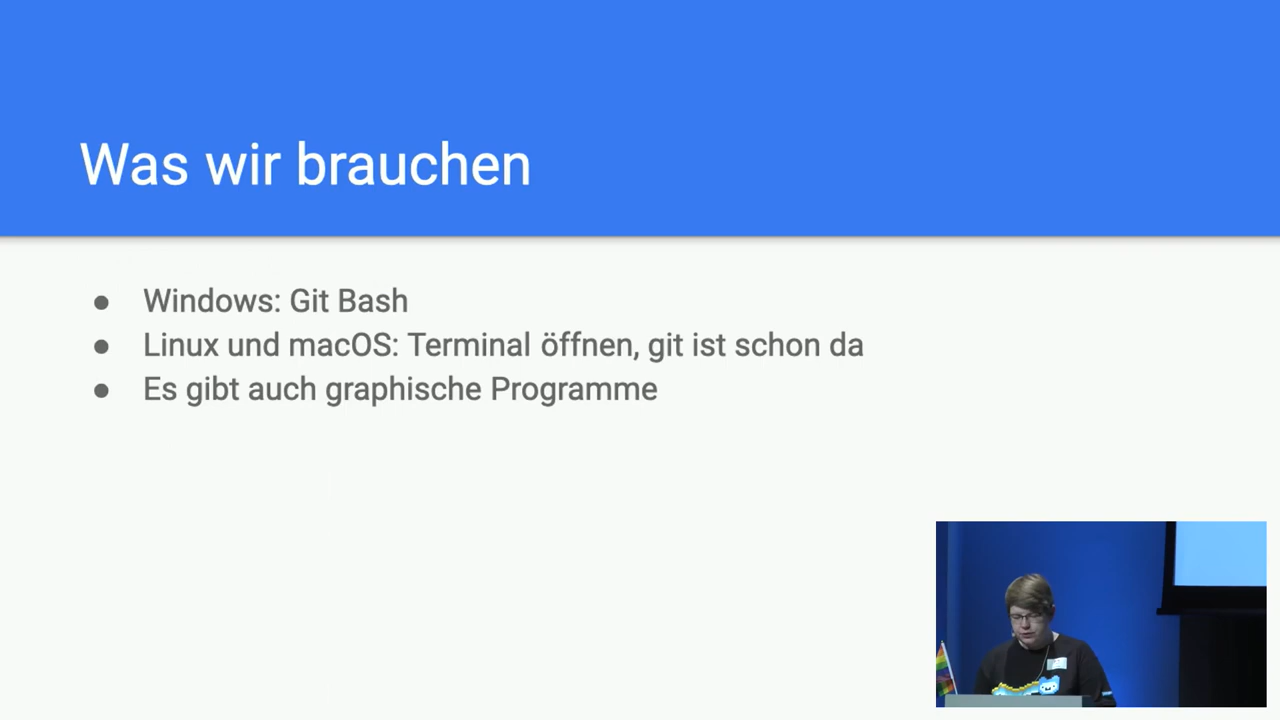 Was wir brauchen
● Windows: Git Bash
● Linux und macOS: Terminal öffnen, git ist schon da
● Es gibt auch graphische Programme